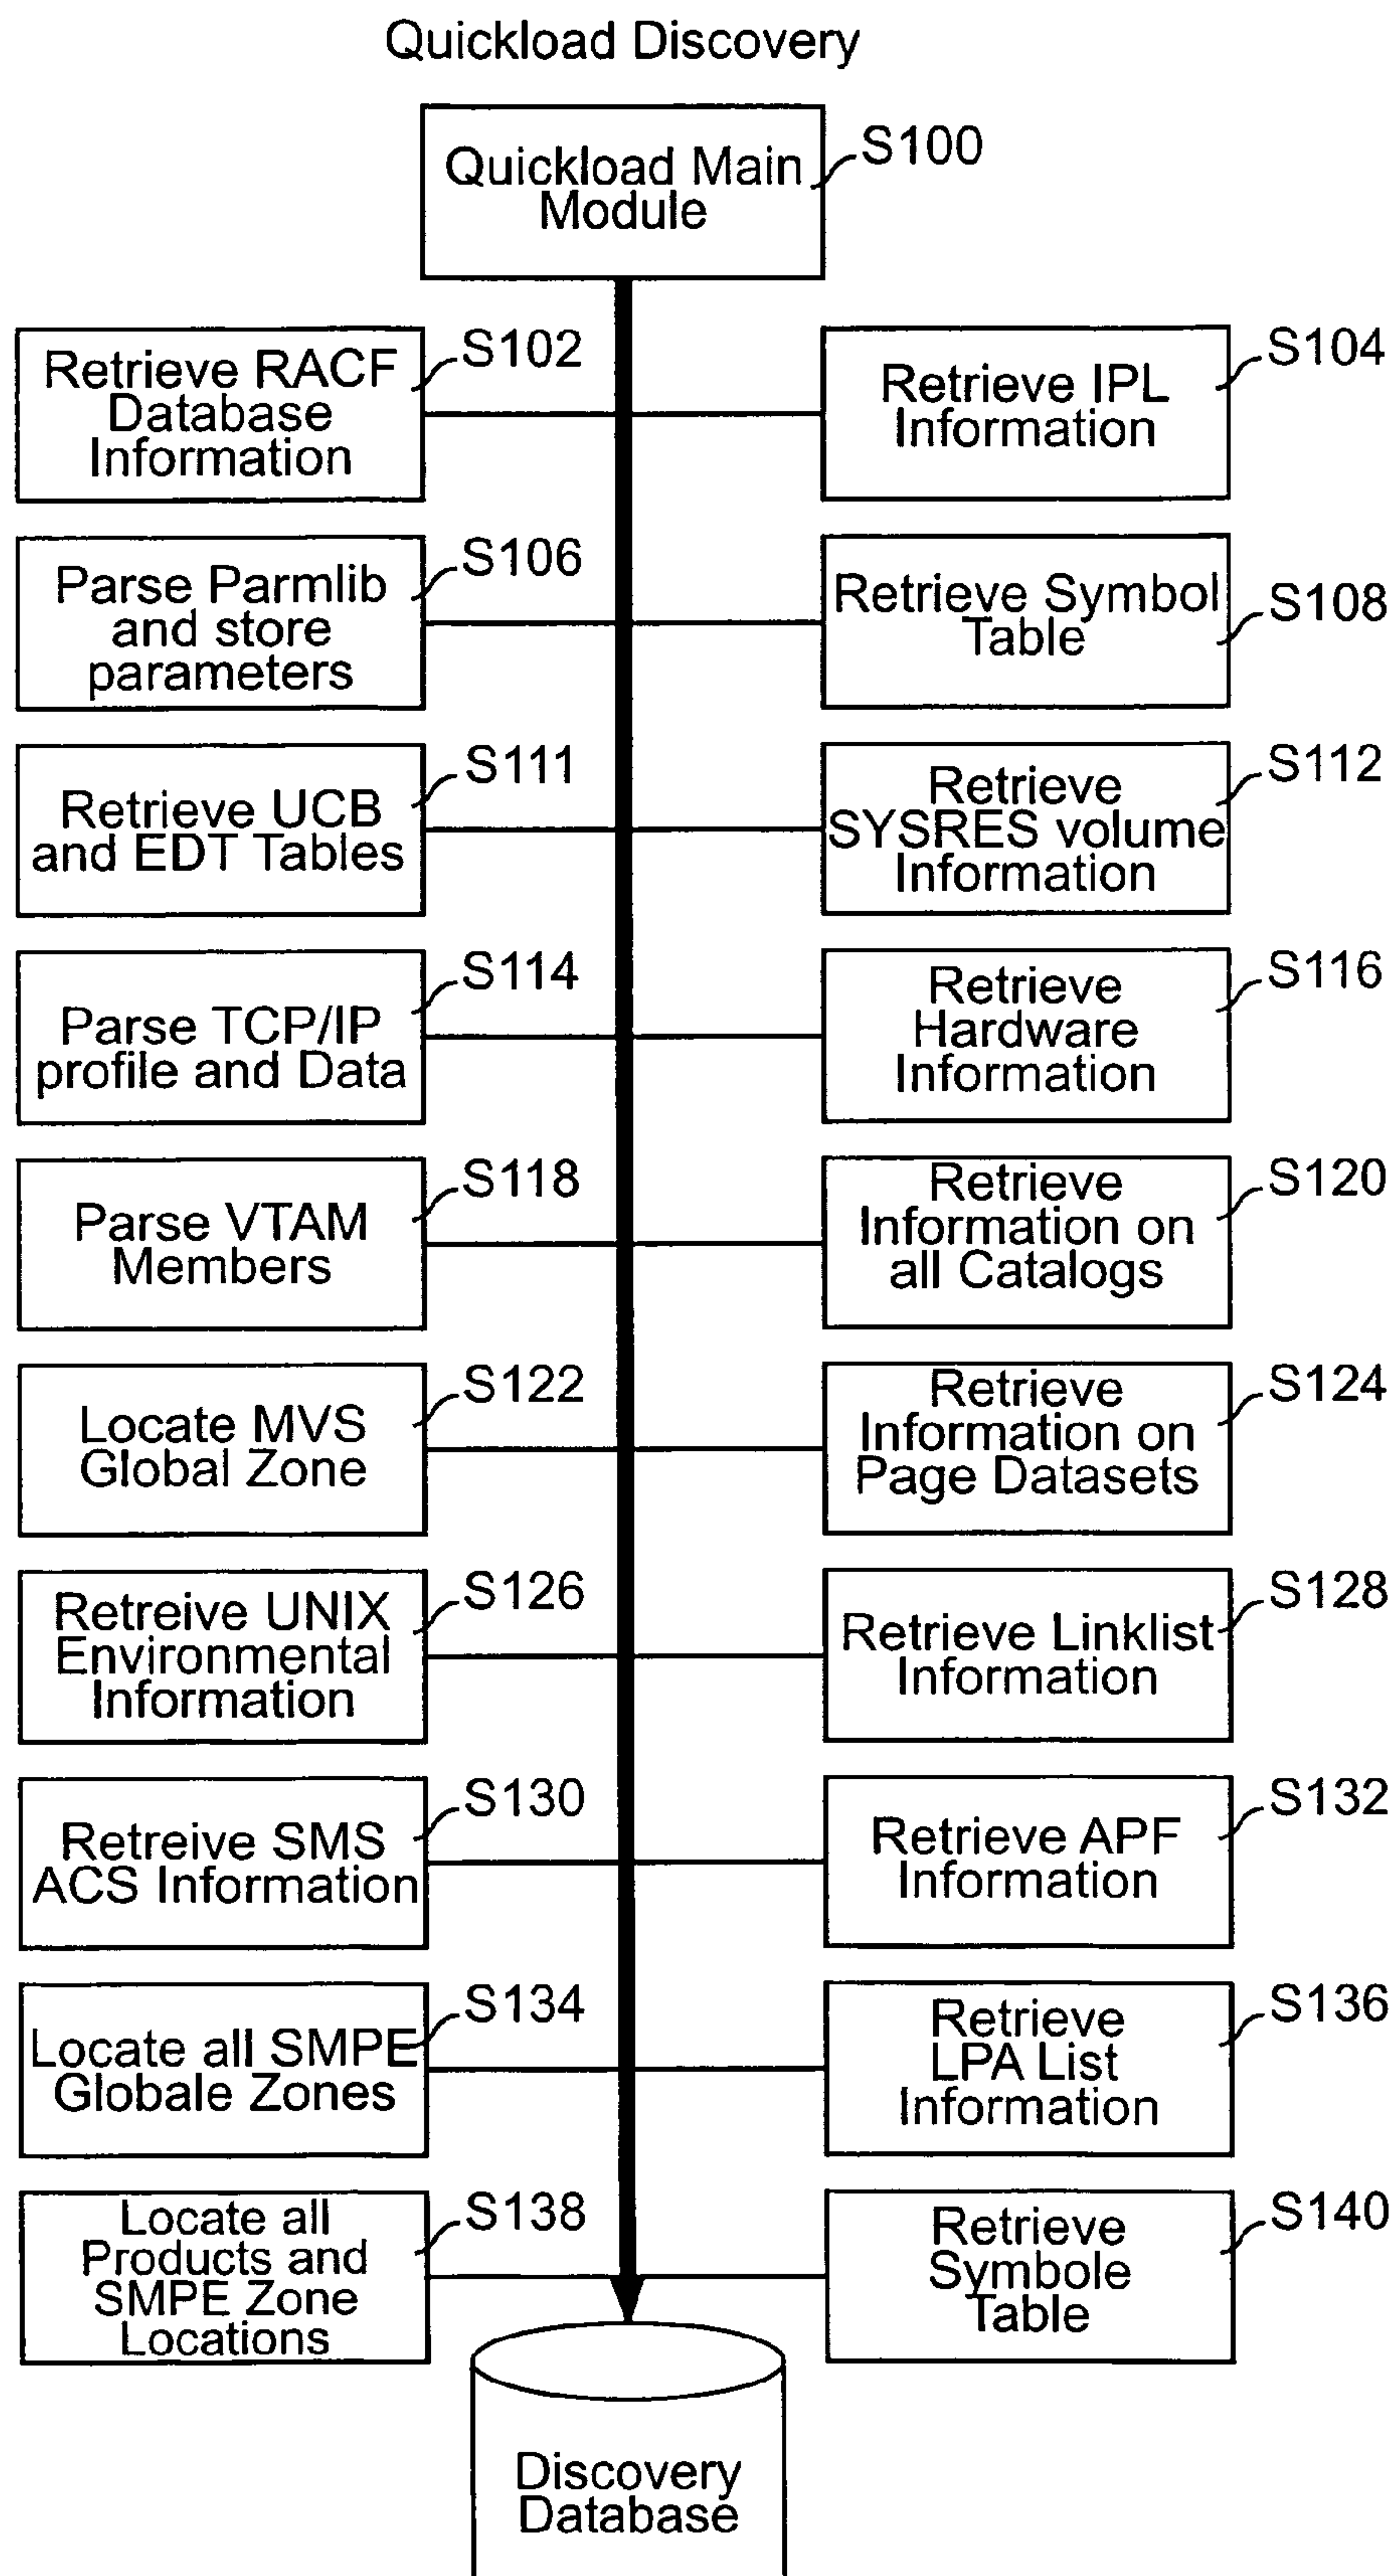 Quickload Discovery
Quickload Main
Module
S100
Retrieve RACF
Database
Information
S102
Retrieve IPL
Information
S104
Parse Parmlib
and store
parameters
S106
Retrieve Symbol
Table
S108
Retrieve UCB
and EDT Tables
S111
Retrieve
SYSRES volume
Information
S112
Parse TCP/IP
profile and Data
S114
Retrieve
Hardware
Information
S116
Parse VTAM
Members
S118
Retrieve
Information on
all Catalogs
S120
Locate MVS
Global Zone
S122
Retrieve
Information on
Page Datasets
S124
Retreive UNIX
Environmental
Information
S126
Retrieve Linklist
Information
S128
Retreive SMS
ACS Information
S130
Retrieve APF
Information
S132
Locate all SMPE
Globale Zones
S134
Retrieve
LPA List
Information
S136
Locate all
Products and
SMPE Zone
Locations
S138
Retrieve
Symbole
Table
S140
Discovery
Database